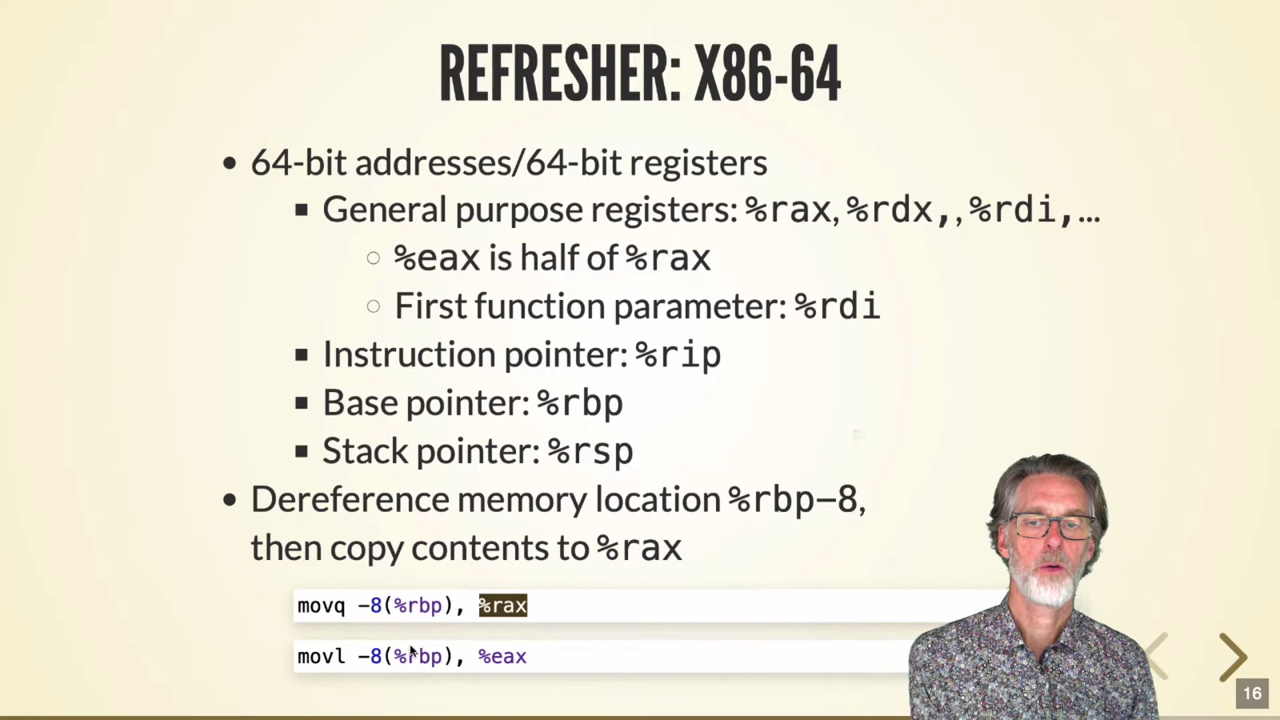 REFRESHER: X86-64
• 64-bit addresses/64-bit registers
▪ General purpose registers: %rax, %rdx,, %rdi,…
○ %eax is half of %rax
○ First function parameter: %rdi
▪ Instruction pointer: %rip
▪ Base pointer: %rbp
▪ Stack pointer: %rsp
• Dereference memory location %rbp-8,
then copy contents to %rax
movq -8(%rbp), %rax
movl -8(%rbp), %eax
16